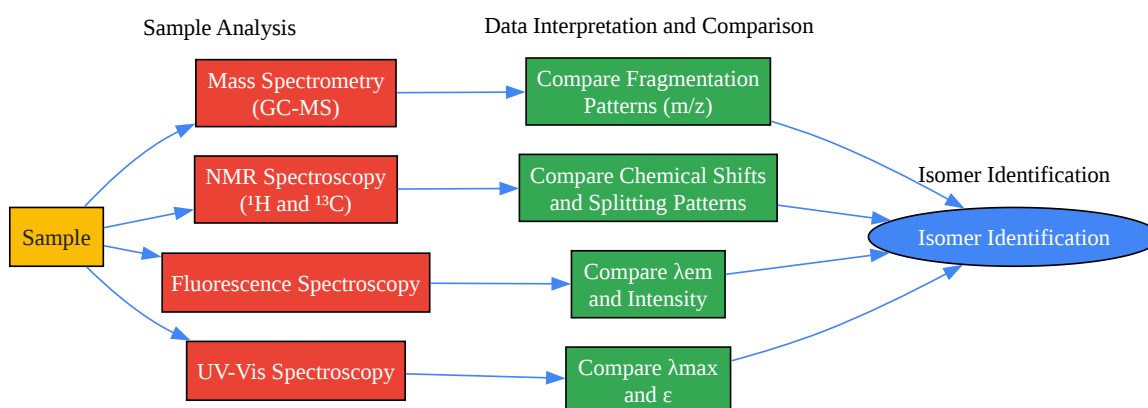 Sample Analysis
Data Interpretation and Comparison
Mass Spectrometry
(GC-MS)
Compare Fragmentation
Patterns (m/z)
NMR Spectroscopy
(¹H and ¹³C)
Compare Chemical Shifts
and Splitting Patterns
Isomer Identification
Sample
Isomer Identification
Fluorescence Spectroscopy
Compare λem
and Intensity
UV-Vis Spectroscopy
Compare λmax
and ε